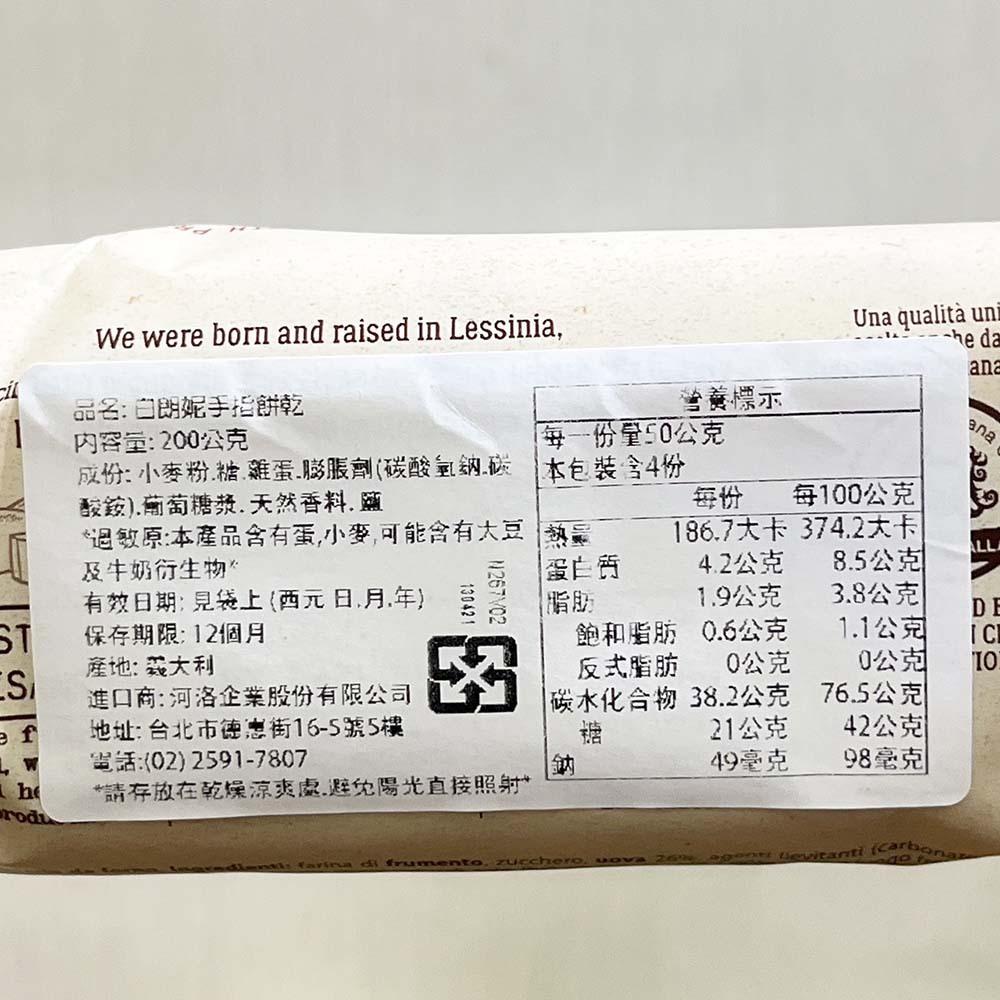 We were born and raised in Lessinia,
Una qualità
品名: 白朗妮手指餅乾
內容量: 200公克
成份: 小麥粉.糖.雞蛋.膨脹劑(碳酸氫鈉.碳
酸銨).葡萄糖漿.天然香料.鹽
*過敏原:本產品含有蛋,小麥,可能含有大豆
及牛奶衍生物*
有效日期: 見袋上 (西元 日.月.年)
保存期限: 12個月
產地: 義大利
進口商: 河洛企業股份有限公司
地址: 台北市德惠街16-5號5樓
電話:(02) 2591-7807
*請存放在乾燥涼爽處.避免陽光直接照射*
N267V02
130421
營養標示
每一份量50公克
本包裝含4份
每份 每100公克
熱量 186.7大卡 374.2大卡
蛋白質 4.2公克 8.5公克
脂肪 1.9公克 3.8公克
飽和脂肪 0.6公克 1.1公克
反式脂肪 0公克 0公克
碳水化合物 38.2公克 76.5公克
糖 21公克 42公克
鈉 49毫克 98毫克
Ingredienti: farina di frumento, zucchero, uova 26%, agenti lievitanti